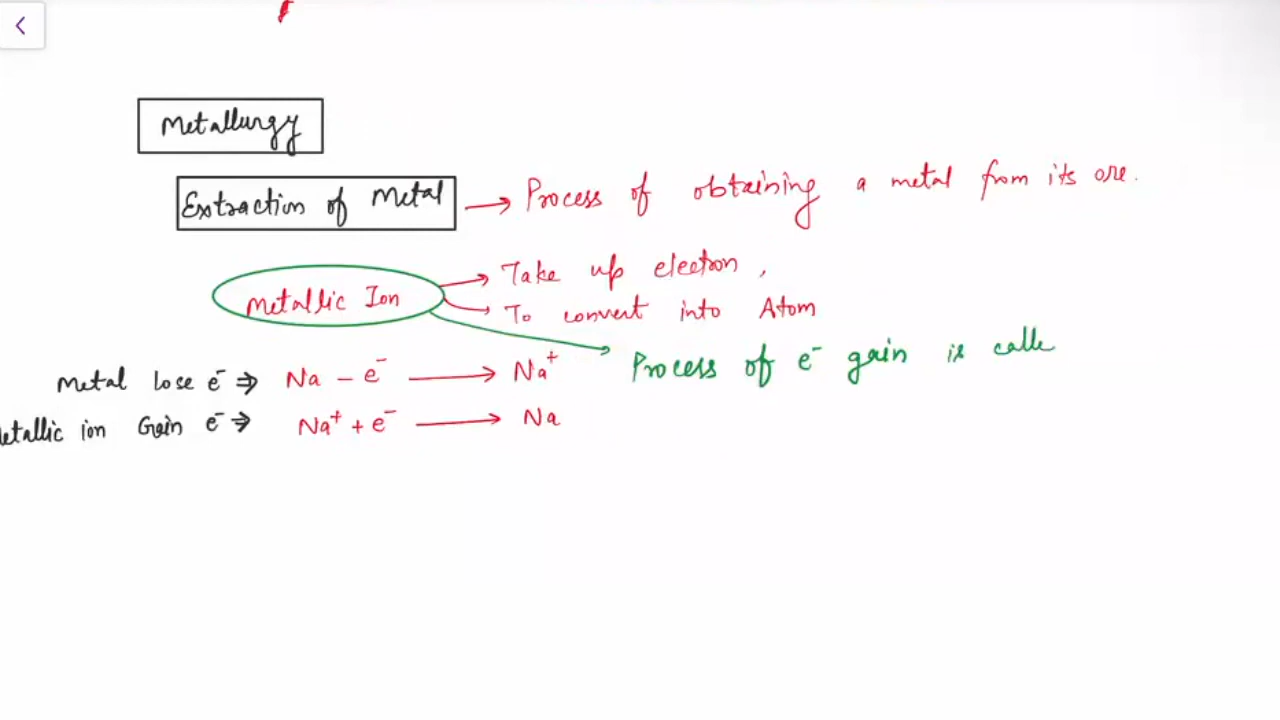 Metallurgy
Extraction of Metal → Process of obtaining a metal from its ore.
Metallic Ion → Take up electron,
→ To convert into Atom
→ Process of e⁻ gain is calle
Metal lose e⁻ ⇒ Na - e⁻ → Na⁺
etallic ion Gain e⁻ ⇒ Na⁺ + e⁻ → Na